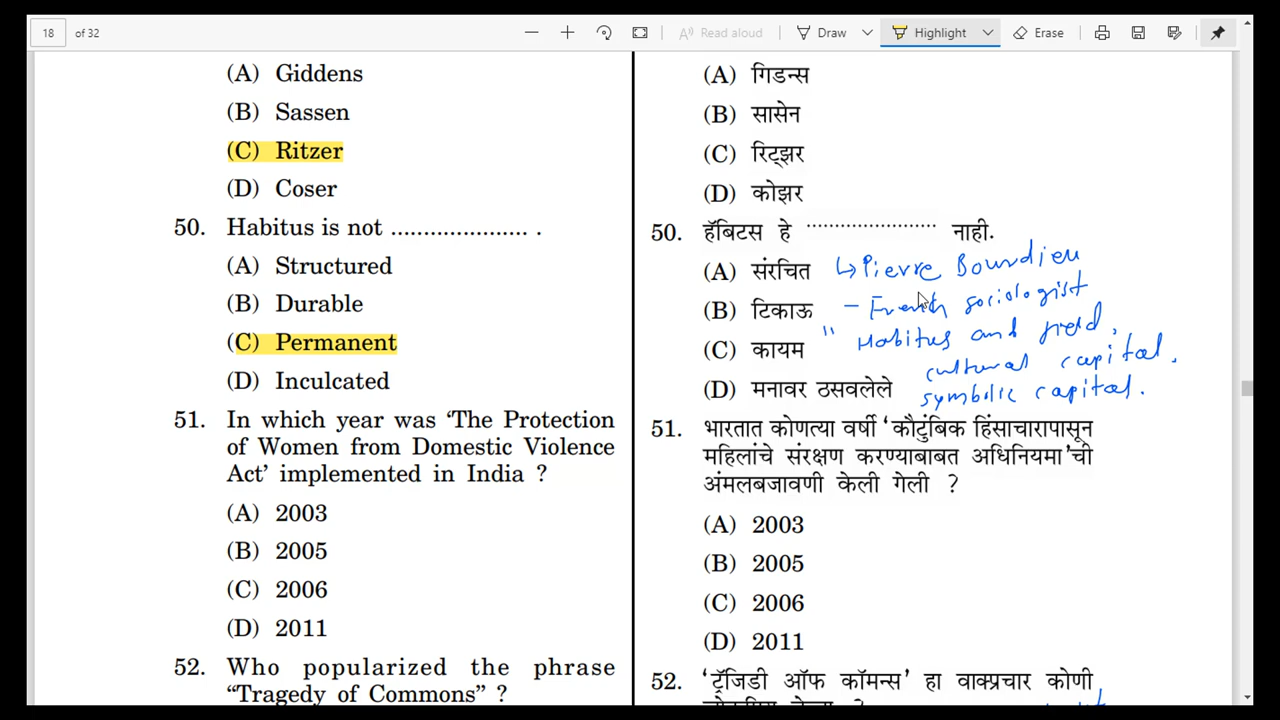 18 of 32 Read aloud Draw Highlight Erase
(A) Giddens
(B) Sassen
(C) Ritzer
(D) Coser
50. Habitus is not ..................... .
(A) Structured
(B) Durable
(C) Permanent
(D) Inculcated
51. In which year was ‘The Protection
of Women from Domestic Violence
Act’ implemented in India ?
(A) 2003
(B) 2005
(C) 2006
(D) 2011
52. Who popularized the phrase
“Tragedy of Commons” ?
(A) गिडन्स
(B) सासेन
(C) रिट्झर
(D) कोझर
50. हॅबिटस हे ....................... नाही.
(A) संरचित ↳ Pierre Bourdieu
(B) टिकाऊ – French sociologist
" Habitus and field,
(C) कायम
cultural capital.
(D) मनावर ठसवलेले symbolic capital.
51. भारतात कोणत्या वर्षी ‘कौटुंबिक हिंसाचारापासून
महिलांचे संरक्षण करण्याबाबत अधिनियमा’ची
अंमलबजावणी केली गेली ?
(A) 2003
(B) 2005
(C) 2006
(D) 2011
52. ‘ट्रॅजिडी ऑफ कॉमन्स’ हा वाक्प्रचार कोणी